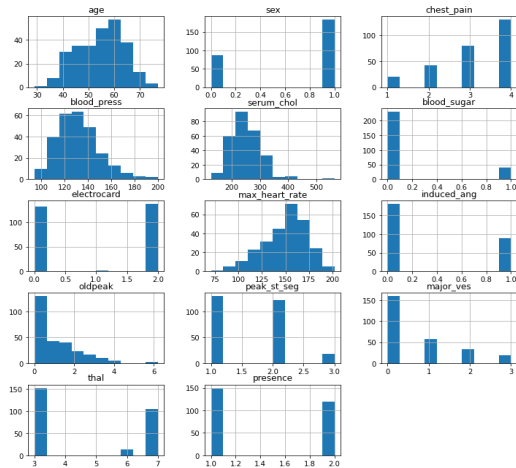 age sex chest_pain
40
20
0
30 40 50 60 70
150
100
50
0
0.0 0.2 0.4 0.6 0.8 1.0
100
50
0
1 2 3 4
blood_press serum_chol blood_sugar
60
40
20
0
100 120 140 160 180 200
75
50
25
0
200 300 400 500
200
150
100
50
0
0.0 0.2 0.4 0.6 0.8 1.0
electrocard max_heart_rate induced_ang
100
50
0
0.0 0.5 1.0 1.5 2.0
60
40
20
0
75 100 125 150 175 200
150
100
50
0
0.0 0.2 0.4 0.6 0.8 1.0
oldpeak peak_st_seg major_ves
100
50
0
0 2 4 6
100
50
0
1.0 1.5 2.0 2.5 3.0
150
100
50
0
0 1 2 3
thal presence
150
100
50
0
3 4 5 6 7
150
100
50
0
1.0 1.2 1.4 1.6 1.8 2.0